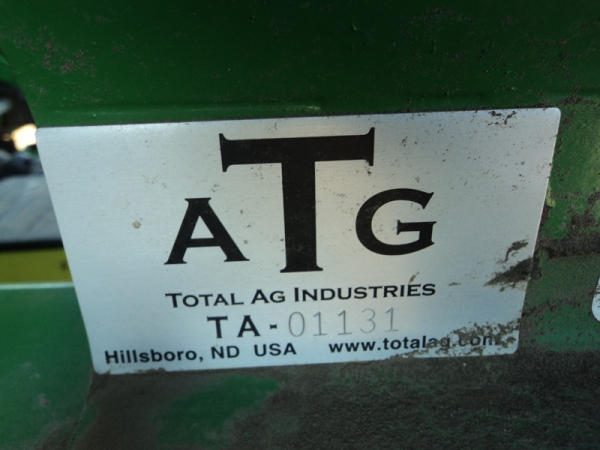 ATG
TOTAL AG INDUSTRIES
TA-01131
Hillsboro, ND USA www.totalag.com